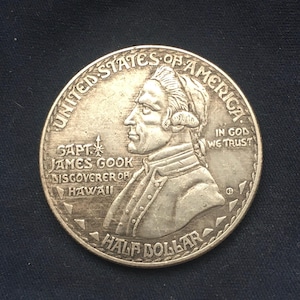 UNITED·STATES·OF·AMERICA·
IN GOD
WE TRUST
CAPT.
JAMES COOK
DISCOVERER OF
HAWAII
HALF DOLLAR